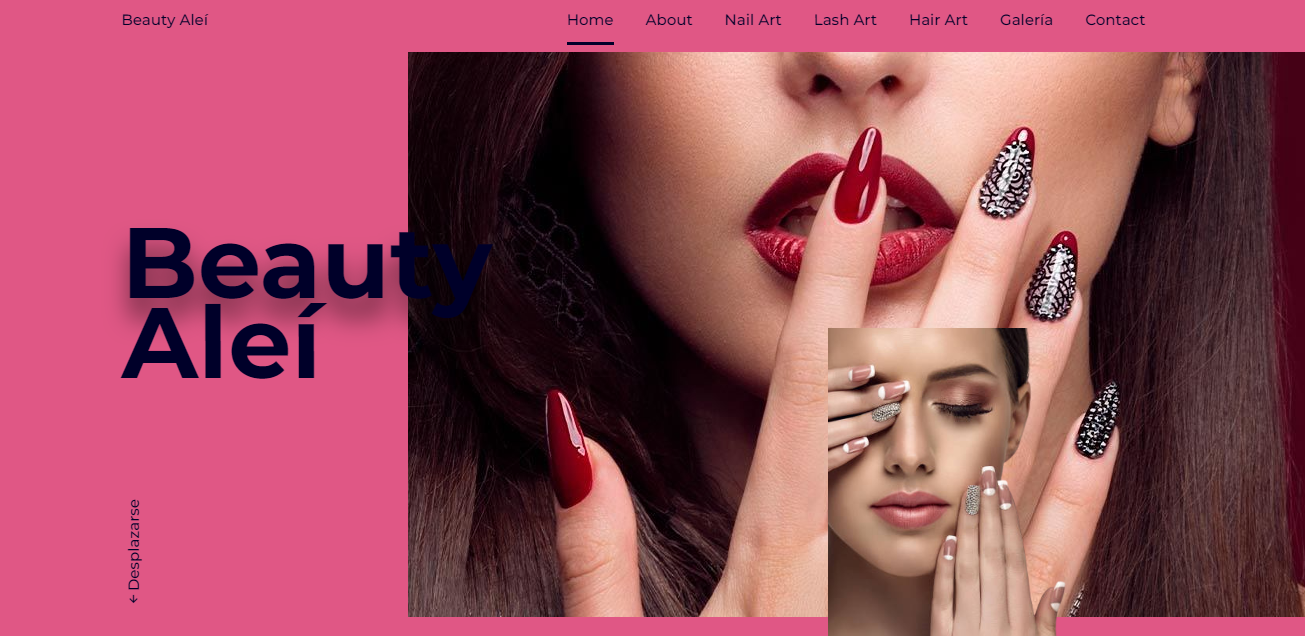 Beauty Aleí
Home About Nail Art Lash Art Hair Art Galería Contact
Beauty
Aleí
← Desplazarse